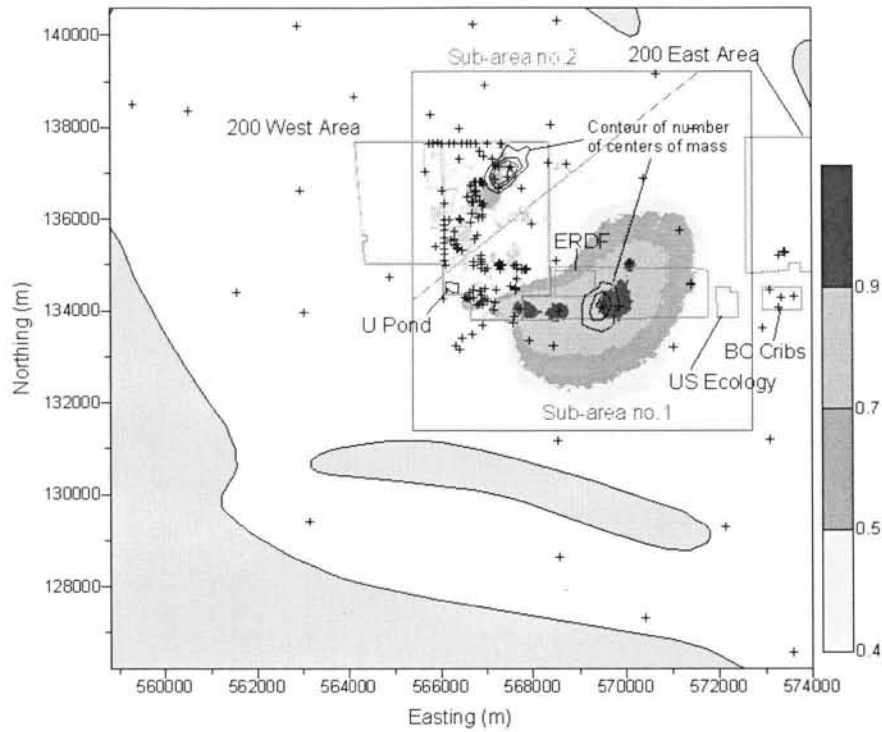 140000
138000
136000
134000
132000
130000
128000
Northing (m)
560000
562000
564000
566000
568000
570000
572000
574000
Easting (m)
Sub-area no.2
200 East Area
200 West Area
Contour of number
of centers of mass
ERDF
U Pond
BC Cribs
US Ecology
Sub-area no.1
0.9
0.7
0.5
0.4